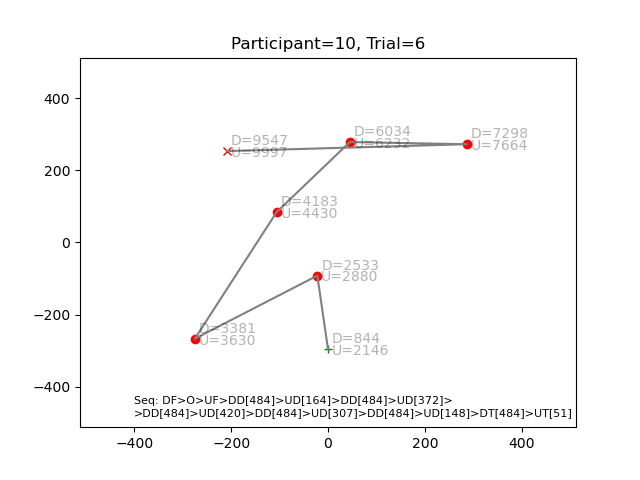 Participant=10, Trial=6
400
200
0
−200
−400
D=9547
U=9997
D=6034
U=6232
D=7298
U=7664
D=4183
U=4430
D=2533
U=2880
D=3381
U=3630
D=844
U=2146
Seq: DF>O>UF>DD[484]>UD[164]>DD[484]>UD[372]>
>DD[484]>UD[420]>DD[484]>UD[307]>DD[484]>UD[148]>DT[484]>UT[51]
−400 −200 0 200 400